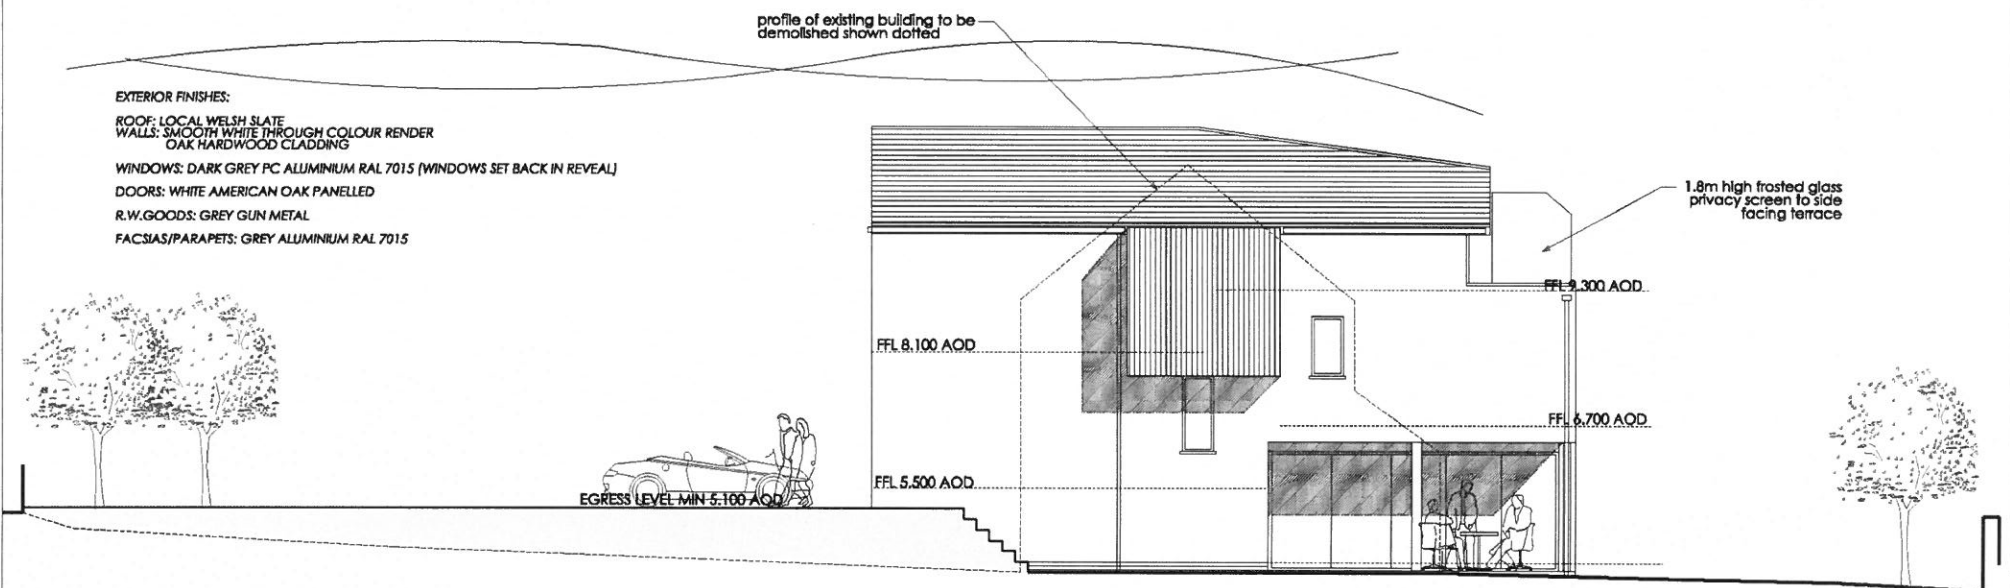 profile of existing building to be
demolished shown dotted
EXTERIOR FINISHES:
ROOF: LOCAL WELSH SLATE
WALLS: SMOOTH WHITE THROUGH COLOUR RENDER
OAK HARDWOOD CLADDING
WINDOWS: DARK GREY PC ALUMINIUM RAL 7015 (WINDOWS SET BACK IN REVEAL)
DOORS: WHITE AMERICAN OAK PANELLED
R.W.GOODS: GREY GUN METAL
FACSIAS/PARAPETS: GREY ALUMINIUM RAL 7015
1.8m high frosted glass
privacy screen to side
facing terrace
FFL 9.300 AOD
FFL 8.100 AOD
FFL 6.700 AOD
FFL 5.500 AOD
EGRESS LEVEL MIN 5.100 AOD